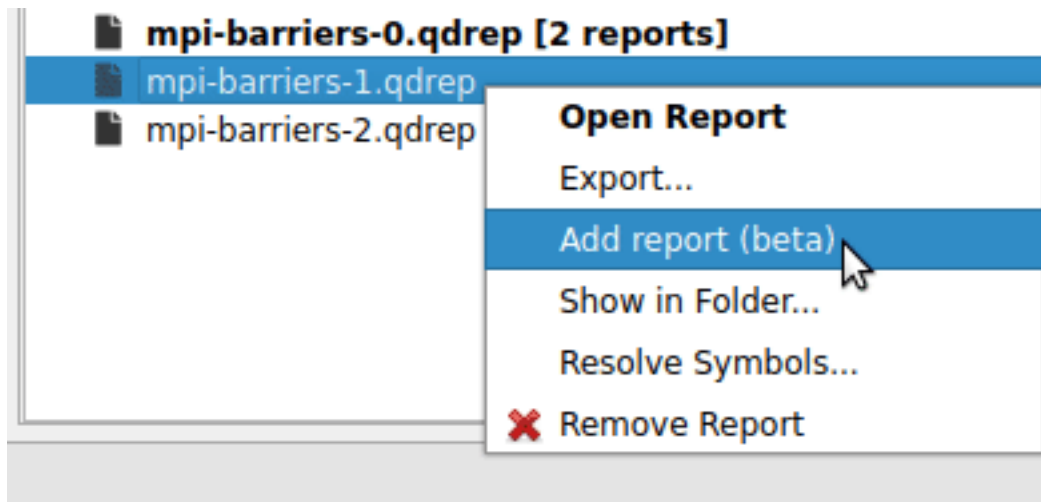 mpi-barriers-0.qdrep [2 reports]
mpi-barriers-1.qdrep
mpi-barriers-2.qdrep
Open Report
Export...
Add report (beta)
Show in Folder...
Resolve Symbols...
Remove Report